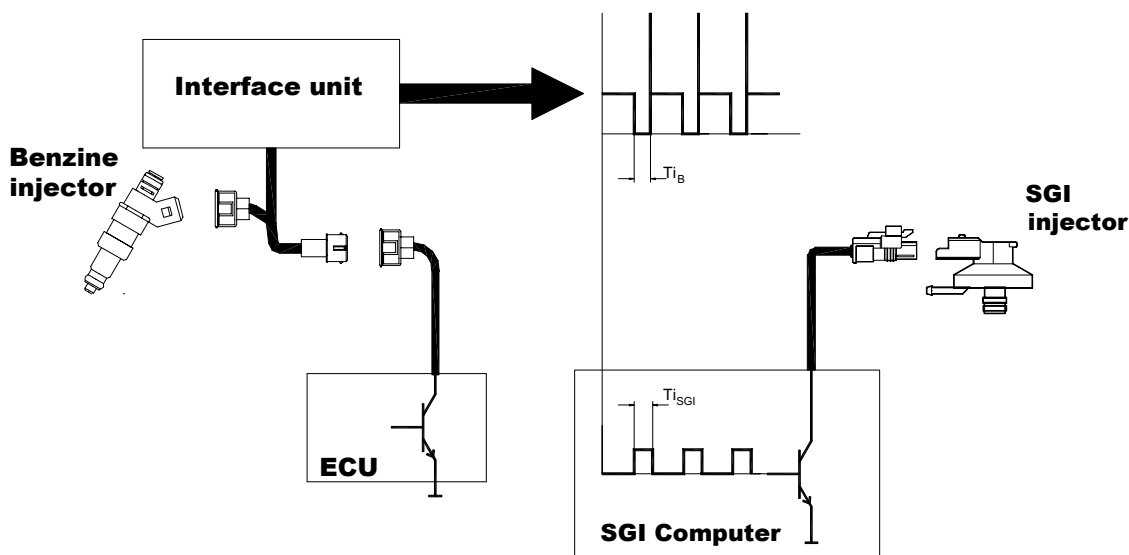 Interface unit
Benzine
injector
Ti_B
SGI
injector
Ti_SGI
ECU
SGI Computer